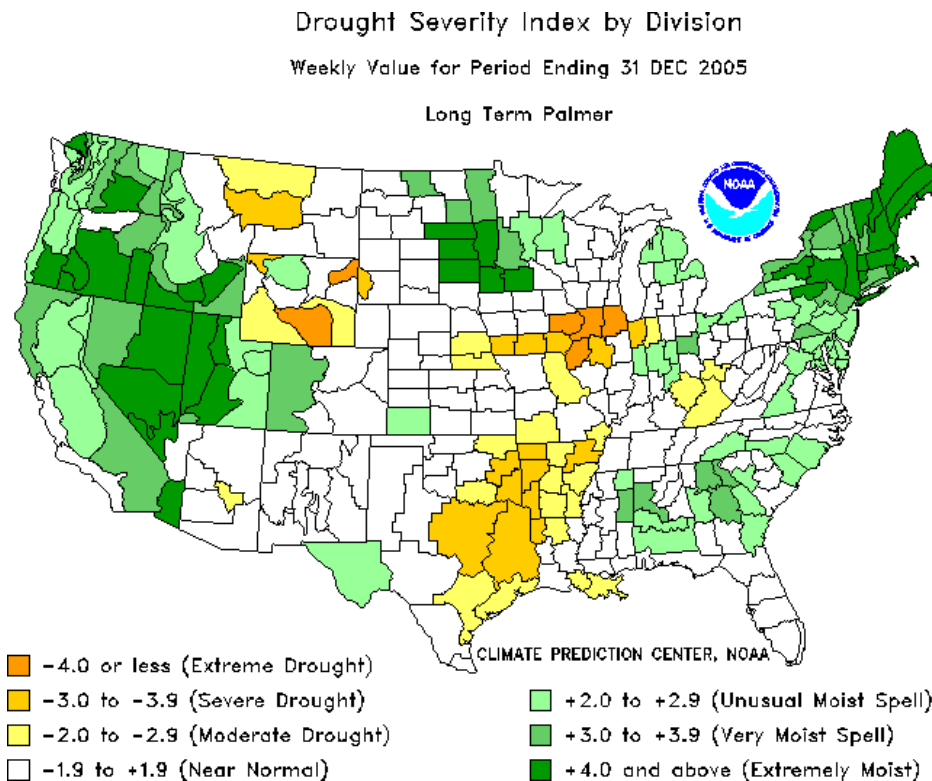 Drought Severity Index by Division
Weekly Value for Period Ending 31 DEC 2005
Long Term Palmer
NOAA
CLIMATE PREDICTION CENTER, NOAA
-4.0 or less (Extreme Drought)
-3.0 to -3.9 (Severe Drought)
-2.0 to -2.9 (Moderate Drought)
-1.9 to +1.9 (Near Normal)
+2.0 to +2.9 (Unusual Moist Spell)
+3.0 to +3.9 (Very Moist Spell)
+4.0 and above (Extremely Moist)